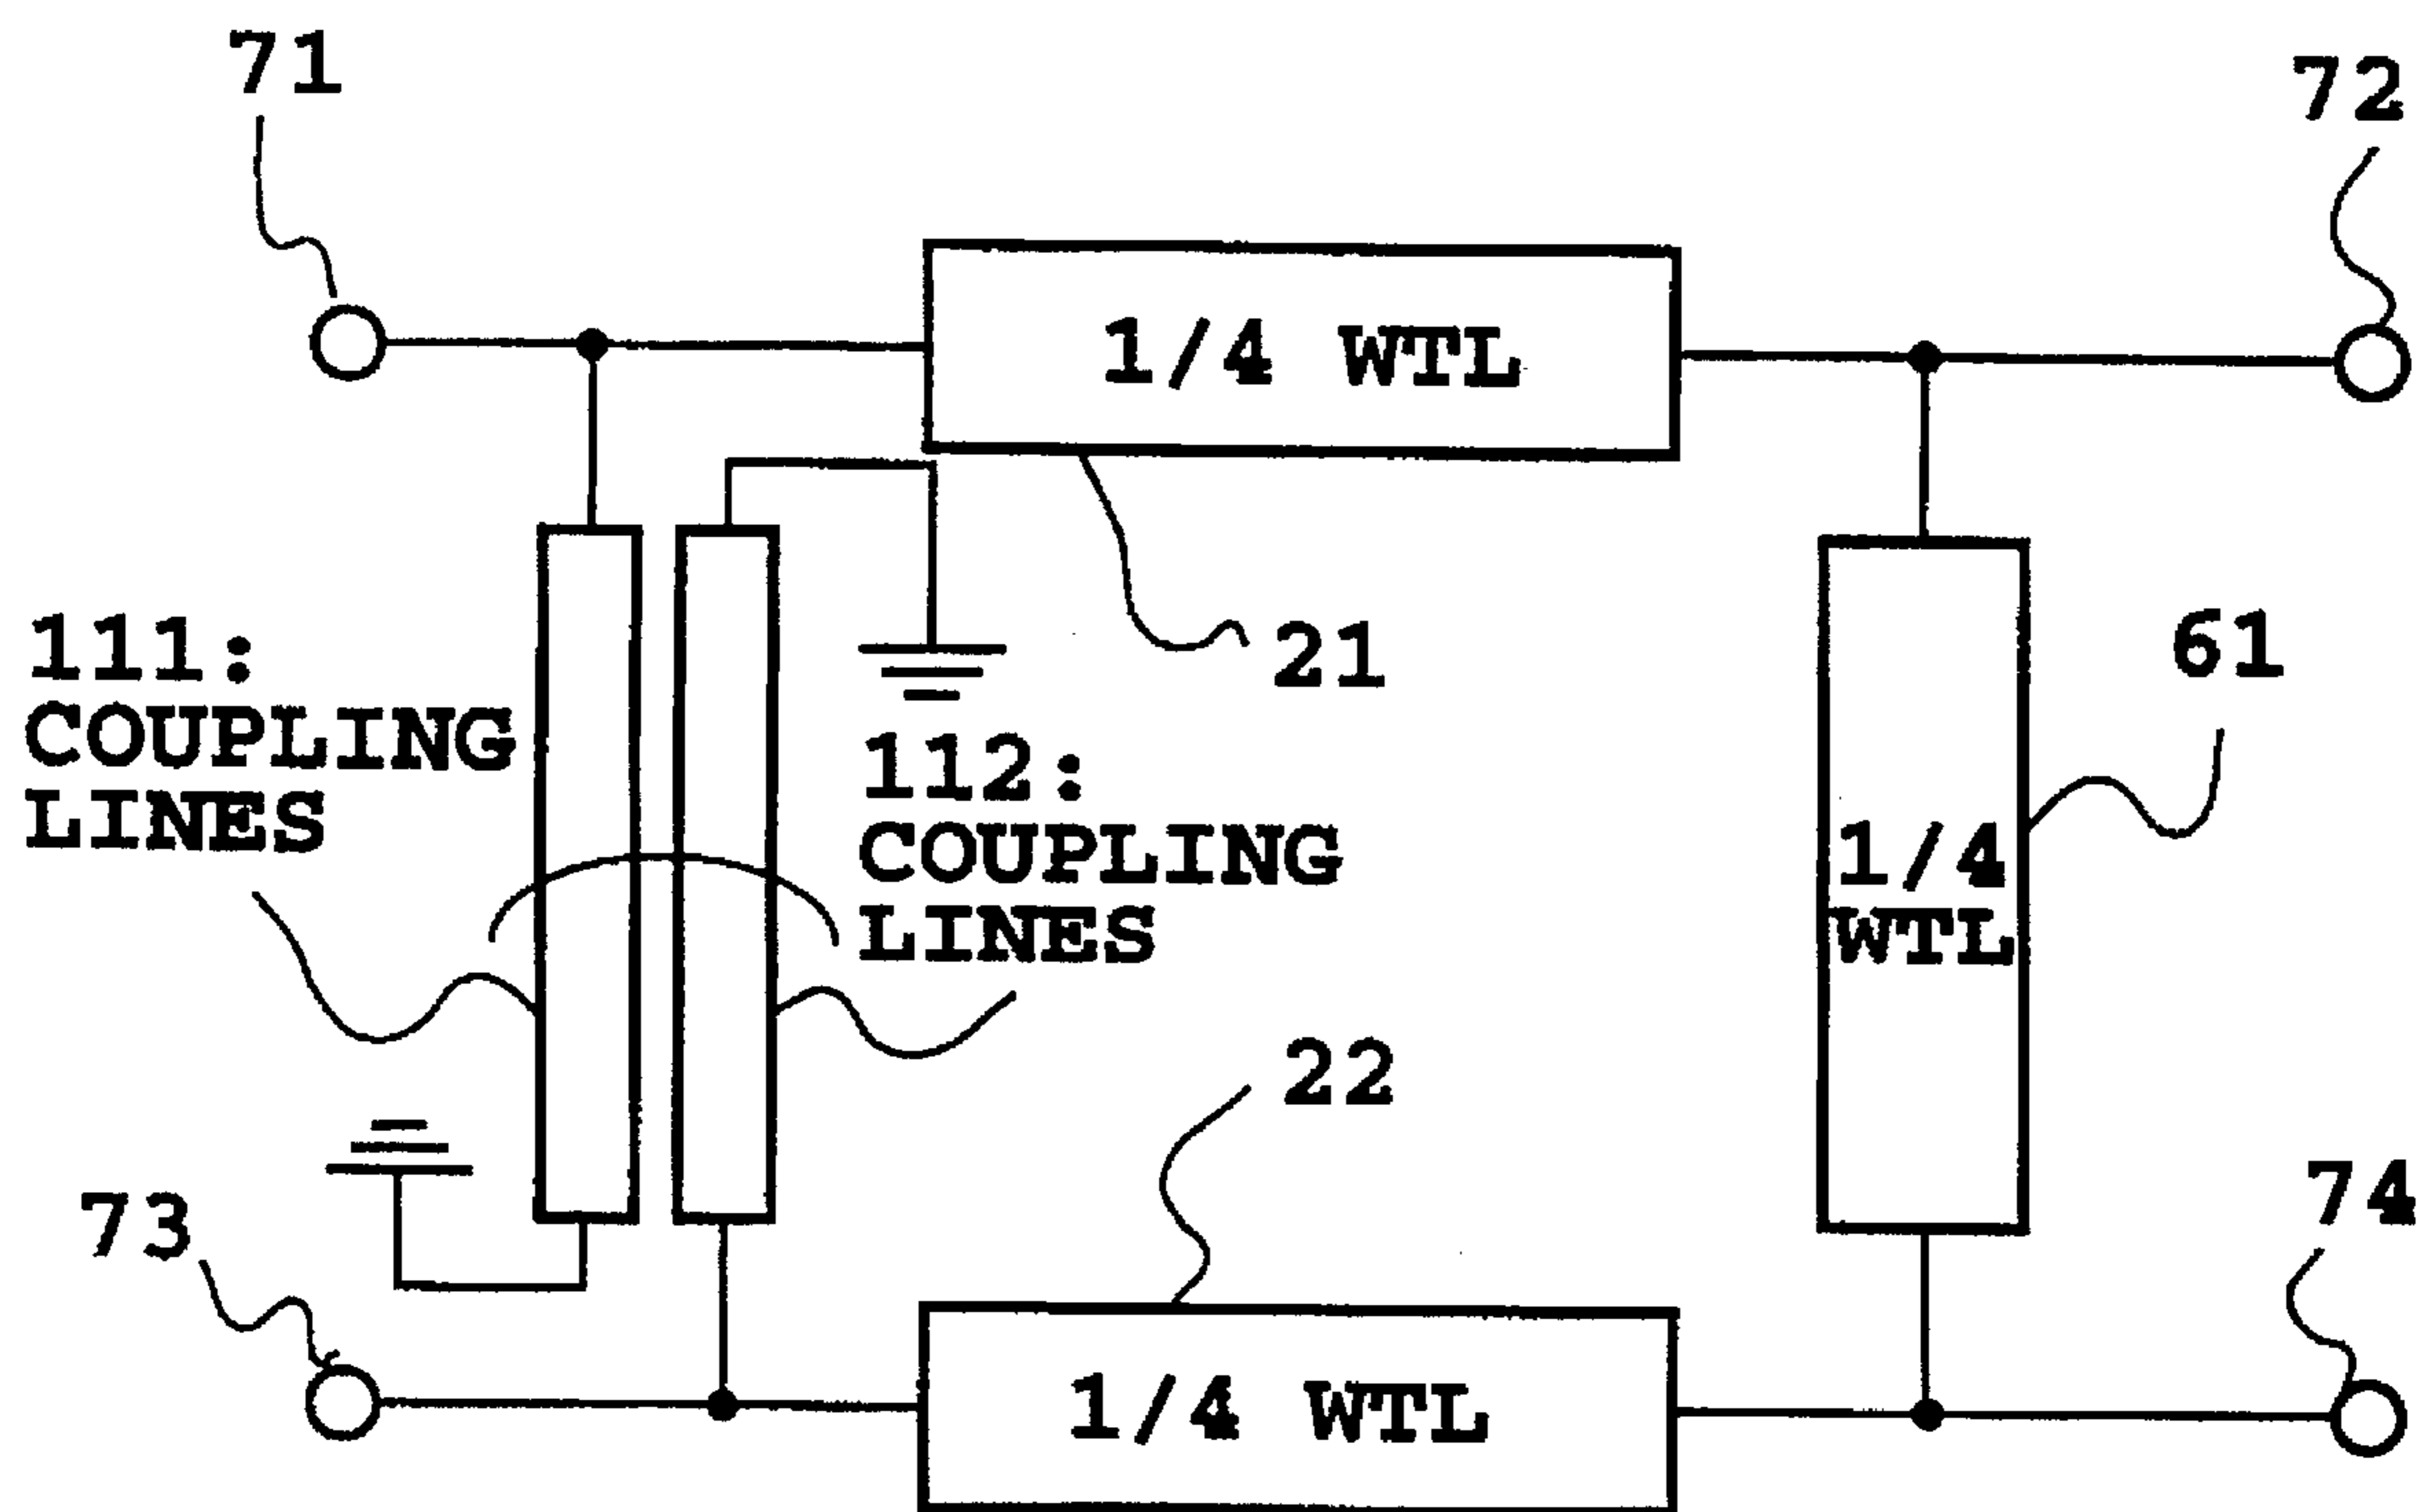 71
72
1/4 WTL
111:
COUPLING
LINES
21
61
112:
COUPLING
LINES
1/4
WTL
22
73
74
1/4 WTL